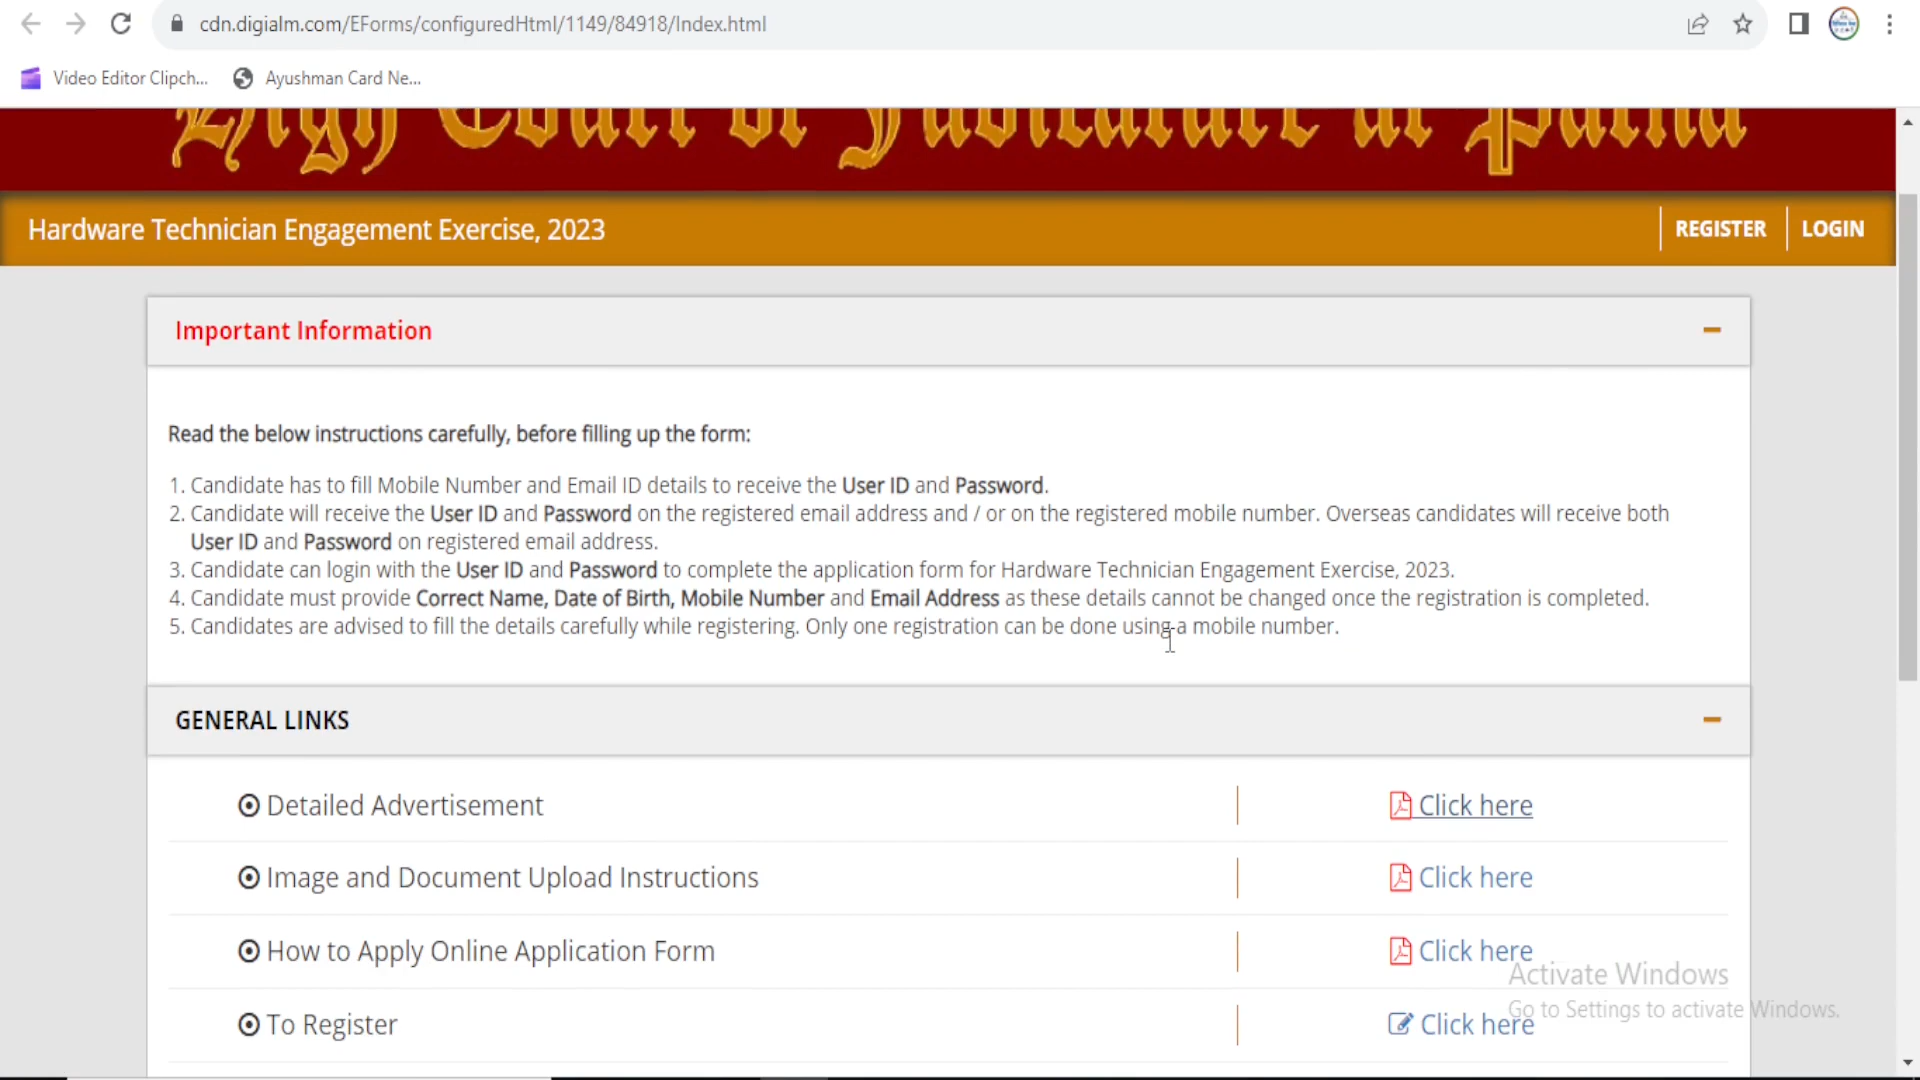 cdn.digialm.com/EForms/configuredHtml/1149/84918/Index.html
Video Editor Clipch...
Ayushman Card Ne...
High Court of Judicature at Patna
Hardware Technician Engagement Exercise, 2023
REGISTER
LOGIN
Important Information
Read the below instructions carefully, before filling up the form:
1. Candidate has to fill Mobile Number and Email ID details to receive the User ID and Password.
2. Candidate will receive the User ID and Password on the registered email address and / or on the registered mobile number. Overseas candidates will receive both
User ID and Password on registered email address.
3. Candidate can login with the User ID and Password to complete the application form for Hardware Technician Engagement Exercise, 2023.
4. Candidate must provide Correct Name, Date of Birth, Mobile Number and Email Address as these details cannot be changed once the registration is completed.
5. Candidates are advised to fill the details carefully while registering. Only one registration can be done using a mobile number.
GENERAL LINKS
Detailed Advertisement
Click here
Image and Document Upload Instructions
Click here
How to Apply Online Application Form
Click here
To Register
Click here
Activate Windows
Go to Settings to activate Windows.